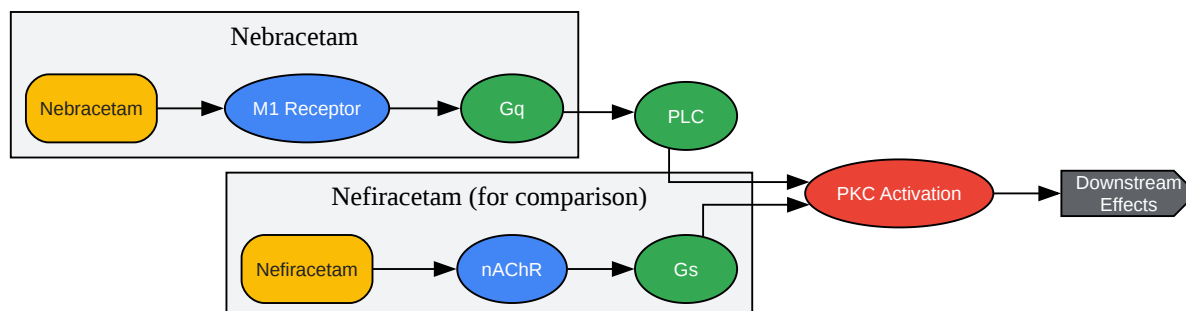 Nebracetam
Nebracetam
M1 Receptor
Gq
PLC
Nefiracetam (for comparison)
Nefiracetam
nAChR
Gs
PKC Activation
Downstream
Effects